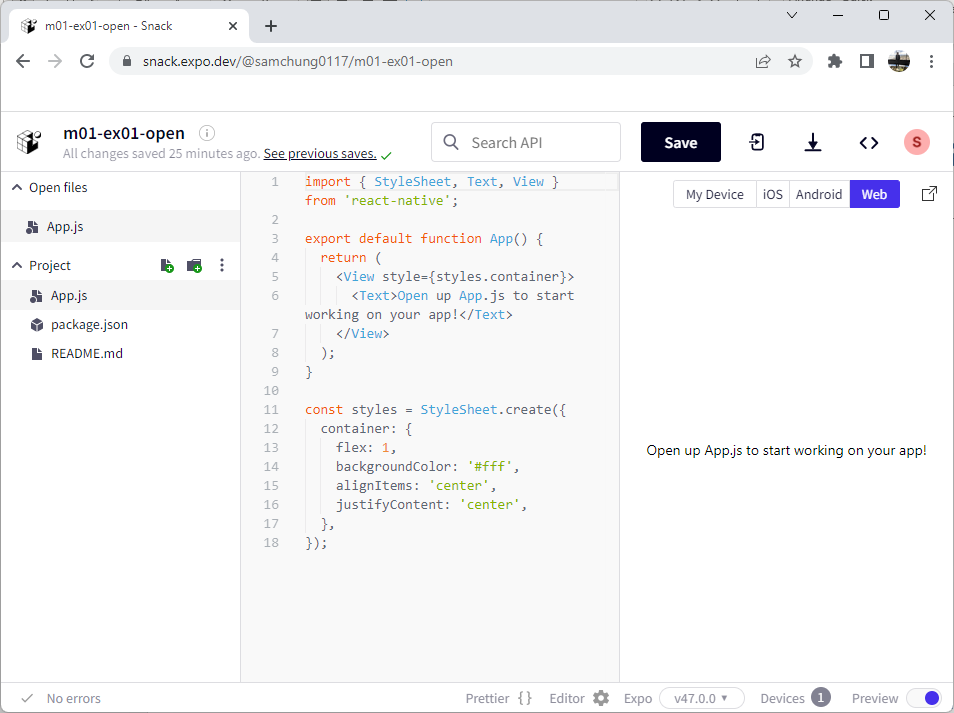 m01-ex01-open - Snack
snack.expo.dev/@samchung0117/m01-ex01-open
m01-ex01-open
All changes saved 25 minutes ago. See previous saves.
Search API
Save
S
Open files
App.js
Project
App.js
package.json
README.md
1 import { StyleSheet, Text, View }
from 'react-native';
2
3 export default function App() {
4 return (
5 <View style={styles.container}>
6 <Text>Open up App.js to start
working on your app!</Text>
7 </View>
8 );
9 }
10
11 const styles = StyleSheet.create({
12 container: {
13 flex: 1,
14 backgroundColor: '#fff',
15 alignItems: 'center',
16 justifyContent: 'center',
17 },
18 });
My Device iOS Android Web
Open up App.js to start working on your app!
No errors
Prettier {} Editor Expo v47.0.0 Devices 1 Preview